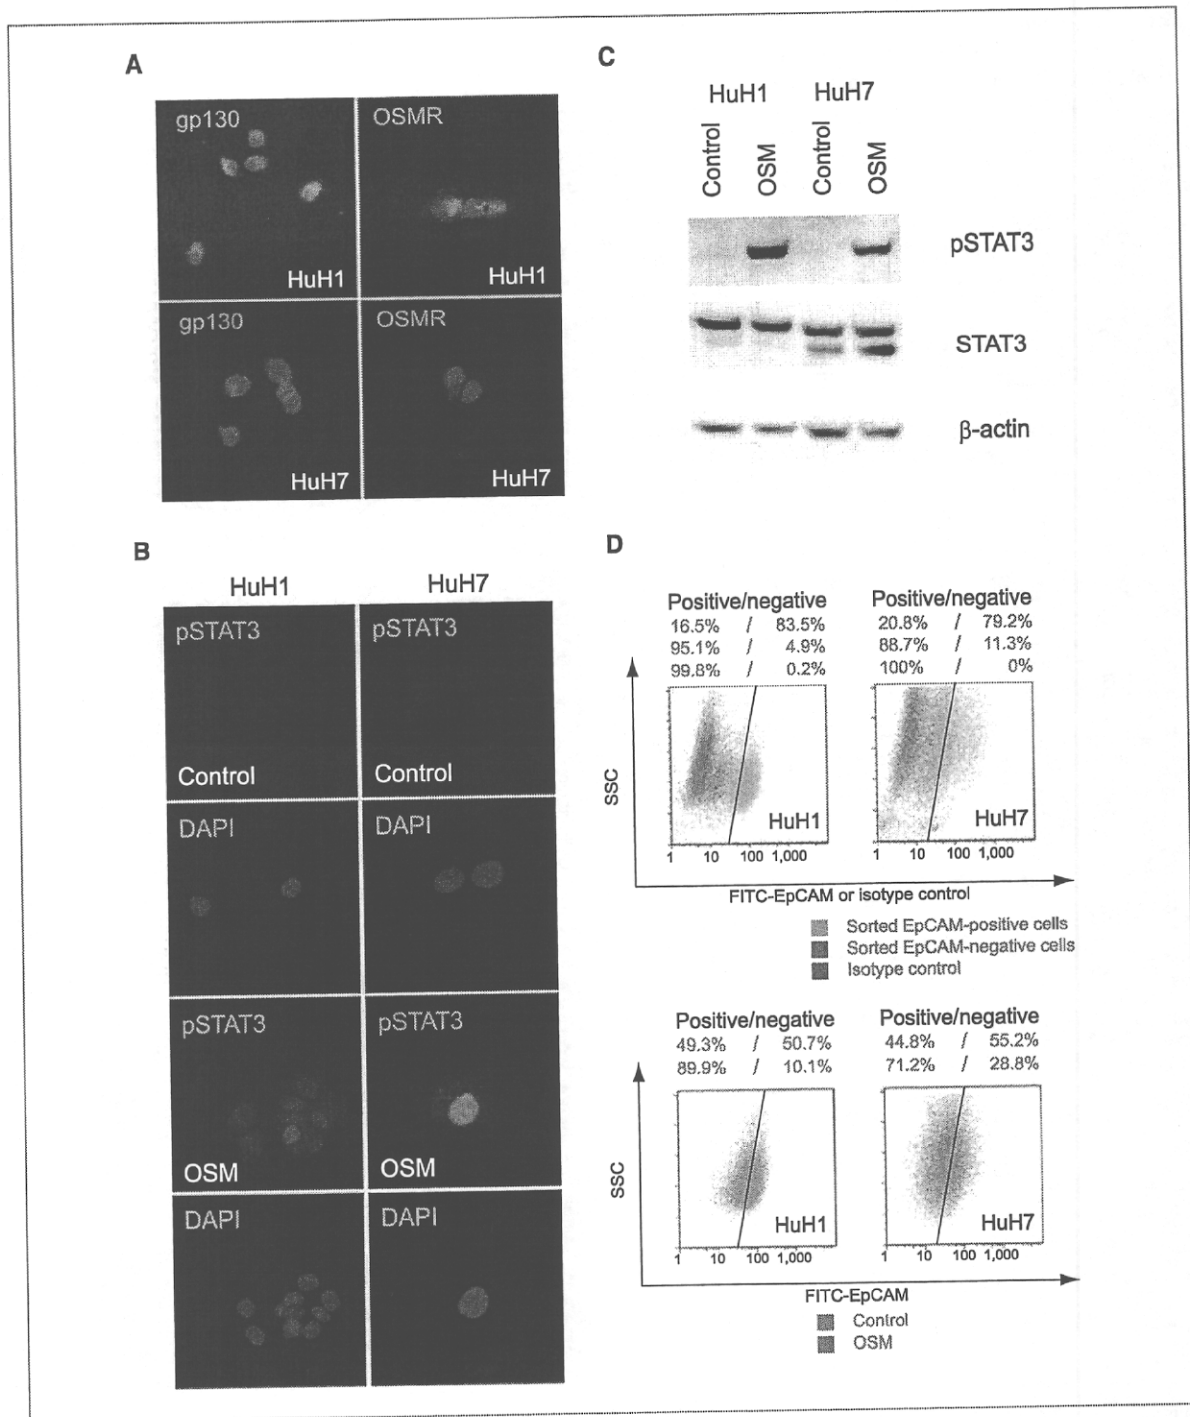 A
gp130
OSMR
HuH1
HuH1
gp130
OSMR
HuH7
HuH7
B
HuH1
HuH7
pSTAT3
pSTAT3
Control
Control
DAPI
DAPI
pSTAT3
pSTAT3
OSM
OSM
DAPI
DAPI
C
HuH1
HuH7
Control
OSM
Control
OSM
pSTAT3
STAT3
β-actin
D
Positive/negative
16.5% / 83.5%
95.1% / 4.9%
99.8% / 0.2%
Positive/negative
20.8% / 79.2%
88.7% / 11.3%
100% / 0%
SSC
HuH1
HuH7
1 10 100 1,000
1 10 100 1,000
FITC-EpCAM or isotype control
Sorted EpCAM-positive cells
Sorted EpCAM-negative cells
Isotype control
Positive/negative
49.3% / 50.7%
89.9% / 10.1%
Positive/negative
44.8% / 55.2%
71.2% / 28.8%
SSC
HuH1
HuH7
1 10 100 1,000
1 10 100 1,000
FITC-EpCAM
Control
OSM